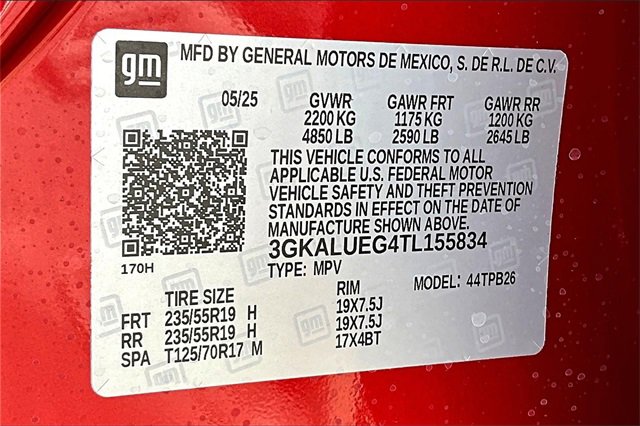 gm MFD BY GENERAL MOTORS DE MEXICO, S. DE R.L. DE C.V.
05/25 GVWR GAWR FRT GAWR RR
2200 KG 1175 KG 1200 KG
4850 LB 2590 LB 2645 LB
THIS VEHICLE CONFORMS TO ALL
APPLICABLE U.S. FEDERAL MOTOR
VEHICLE SAFETY AND THEFT PREVENTION
STANDARDS IN EFFECT ON THE DATE OF
MANUFACTURE SHOWN ABOVE.
3GKALUEG4TL155834
170H TYPE: MPV MODEL: 44TPB26
TIRE SIZE RIM
FRT 235/55R19 H 19X7.5J
RR 235/55R19 H 19X7.5J
SPA T125/70R17 M 17X4BT